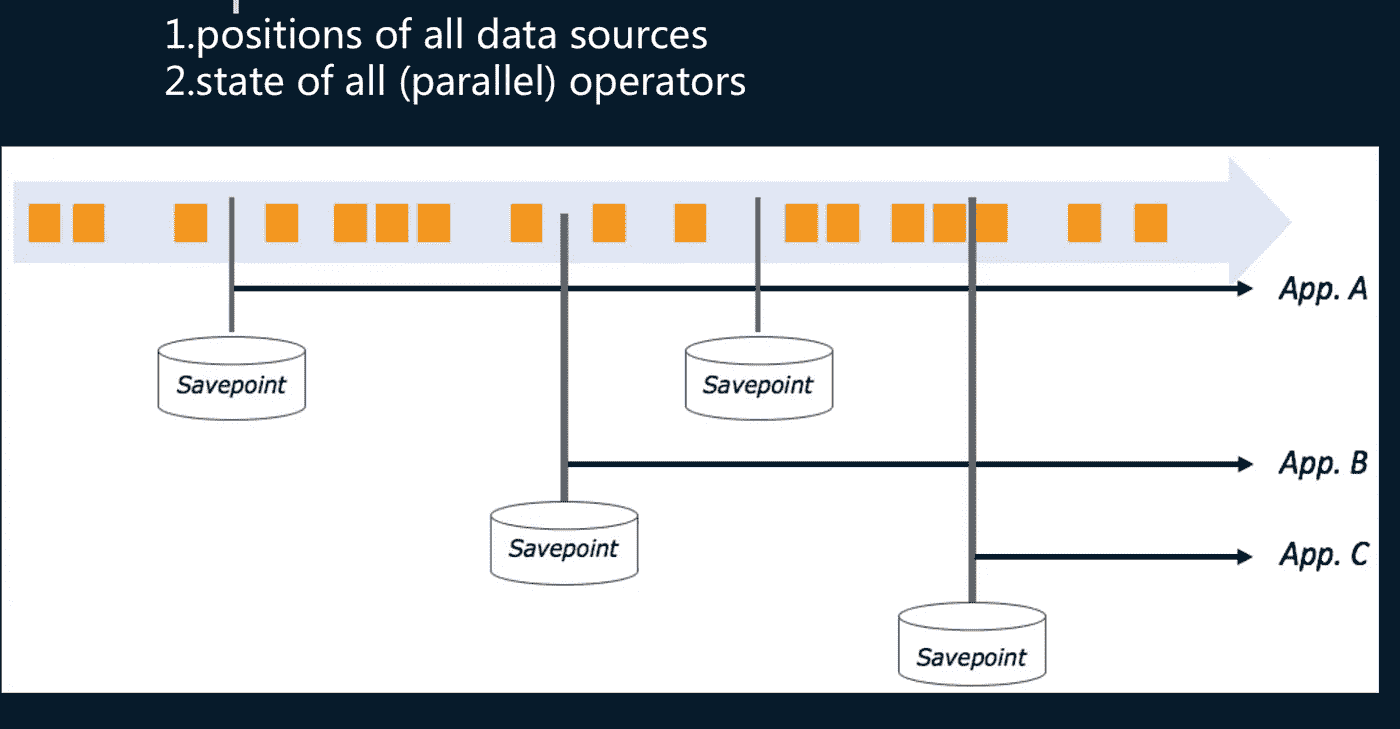 1.positions of all data sources
2.state of all (parallel) operators
App. A
Savepoint
Savepoint
App. B
Savepoint
App. C
Savepoint